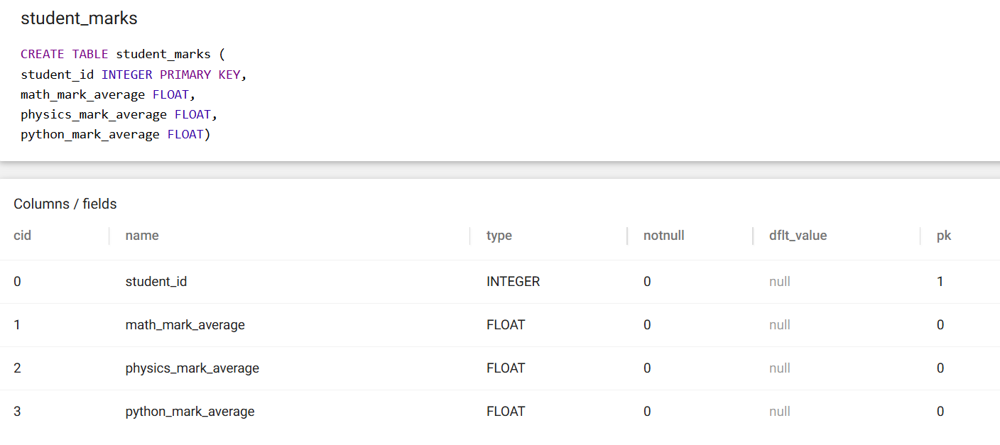 student_marks
CREATE TABLE student_marks (
student_id INTEGER PRIMARY KEY,
math_mark_average FLOAT,
physics_mark_average FLOAT,
python_mark_average FLOAT)
Columns / fields
cid name type notnull dflt_value pk
0 student_id INTEGER 0 null 1
1 math_mark_average FLOAT 0 null 0
2 physics_mark_average FLOAT 0 null 0
3 python_mark_average FLOAT 0 null 0